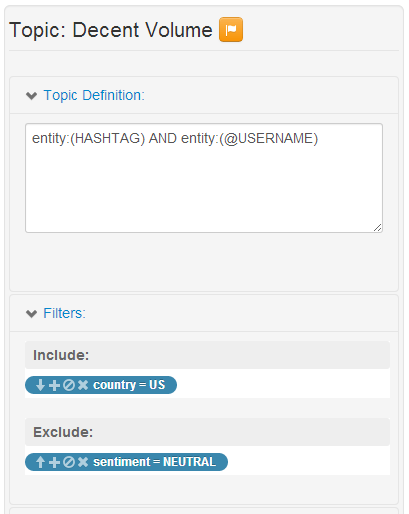 Topic: Decent Volume
Topic Definition:
entity:(HASHTAG) AND entity:(@USERNAME)
Filters:
Include:
country = US
Exclude:
sentiment = NEUTRAL